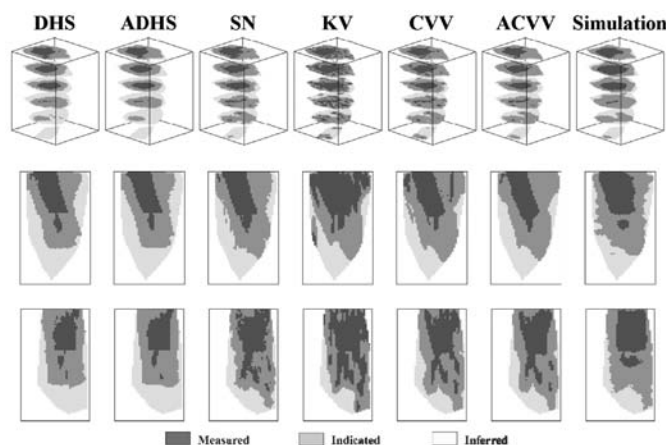 DHS ADHS SN KV CVV ACVV Simulation
Measured Indicated Inferred